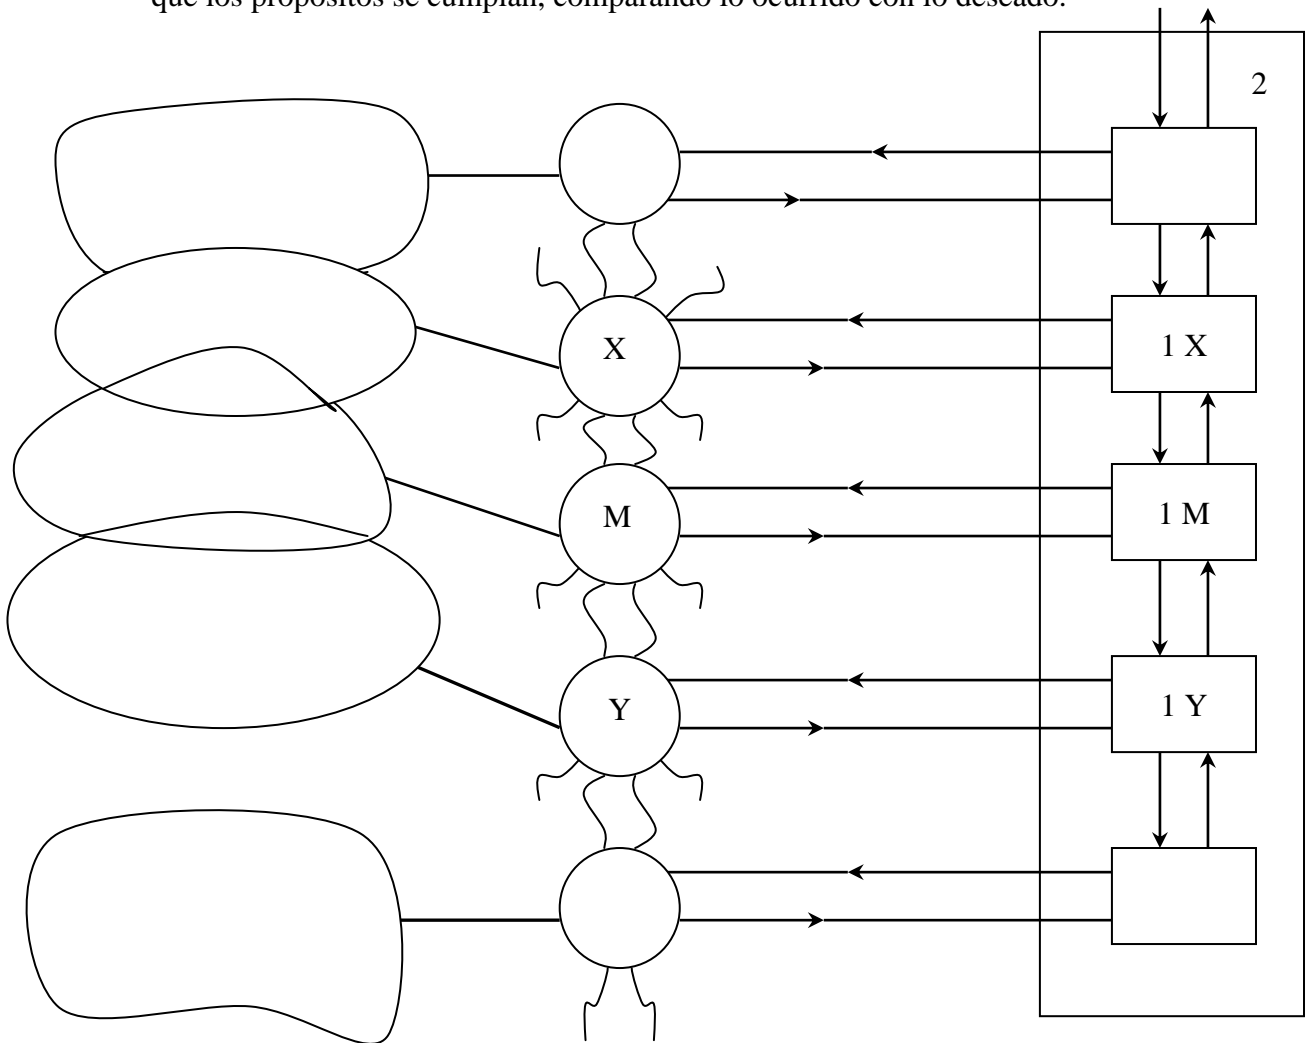 que los propósitos se cumplan, comparando lo ocurrido con lo deseado.
2
X
1 X
M
1 M
Y
1 Y